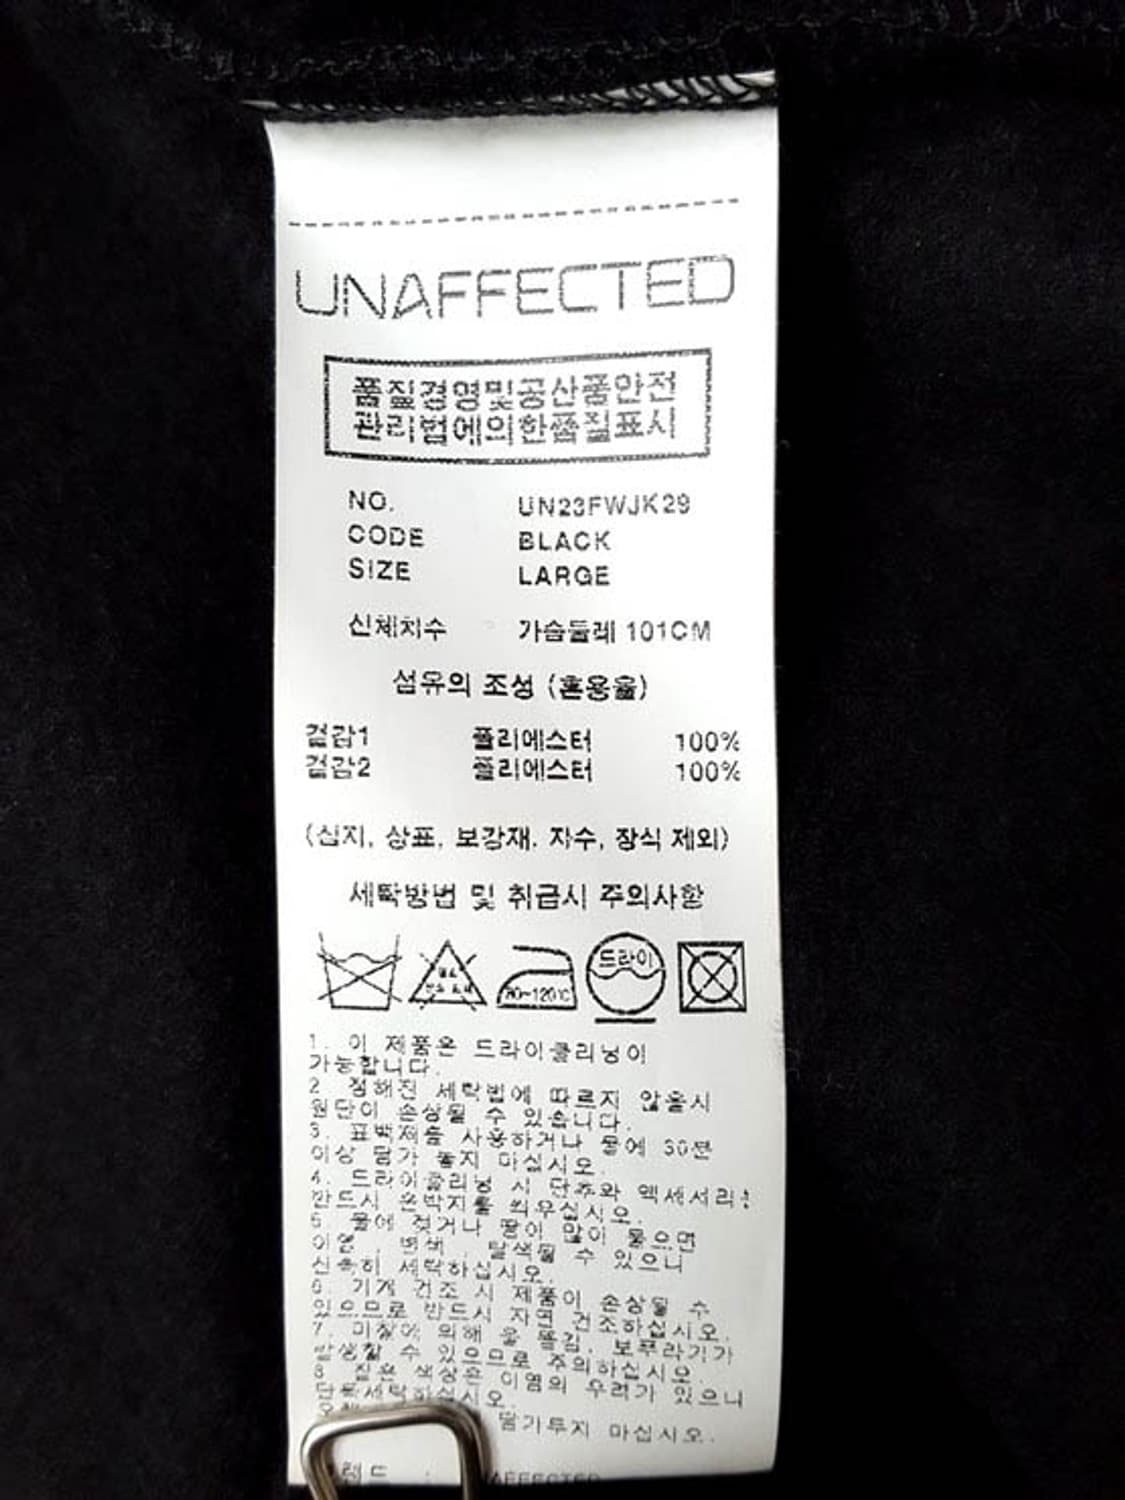 UNAFFECTED
품질경영및공산품안전
관리법에의한품질표시
NO. UN23FWJK29
CODE BLACK
SIZE LARGE
신체치수 가슴둘레 101CM
섬유의 조성 (혼용율)
겉감1 폴리에스터 100%
겉감2 폴리에스터 100%
(심지, 상표, 보강재, 자수, 장식 제외)
세탁방법 및 취급시 주의사항
80~120℃
드라이
1. 이 제품은 드라이클리닝이
가능합니다.
2. 정해진 세탁법에 따르지 않을시
원단이 손상될 수 있습니다.
3. 표백제를 사용하거나 물에 30분
이상 담가 놓지 마십시오.
4. 드라이클리닝 시 단추와 액세서리는
반드시 은박지를 씌우십시오.
5. 물에 젖거나 땀이 많이 묻으면
이염, 변색, 탈색될 수 있으니
신속히 세탁하십시오.
6. 기계 건조 시 제품이 손상될 수
있으므로 반드시 자연 건조하십시오.
7. 마찰에 의해 올 뜯김, 보푸라기가
발생할 수 있으므로 주의하십시오.
8. 짙은 색상은 이염의 우려가 있으니
단독세탁하십시오.
담가두지 마십시오.
UNAFFECTED